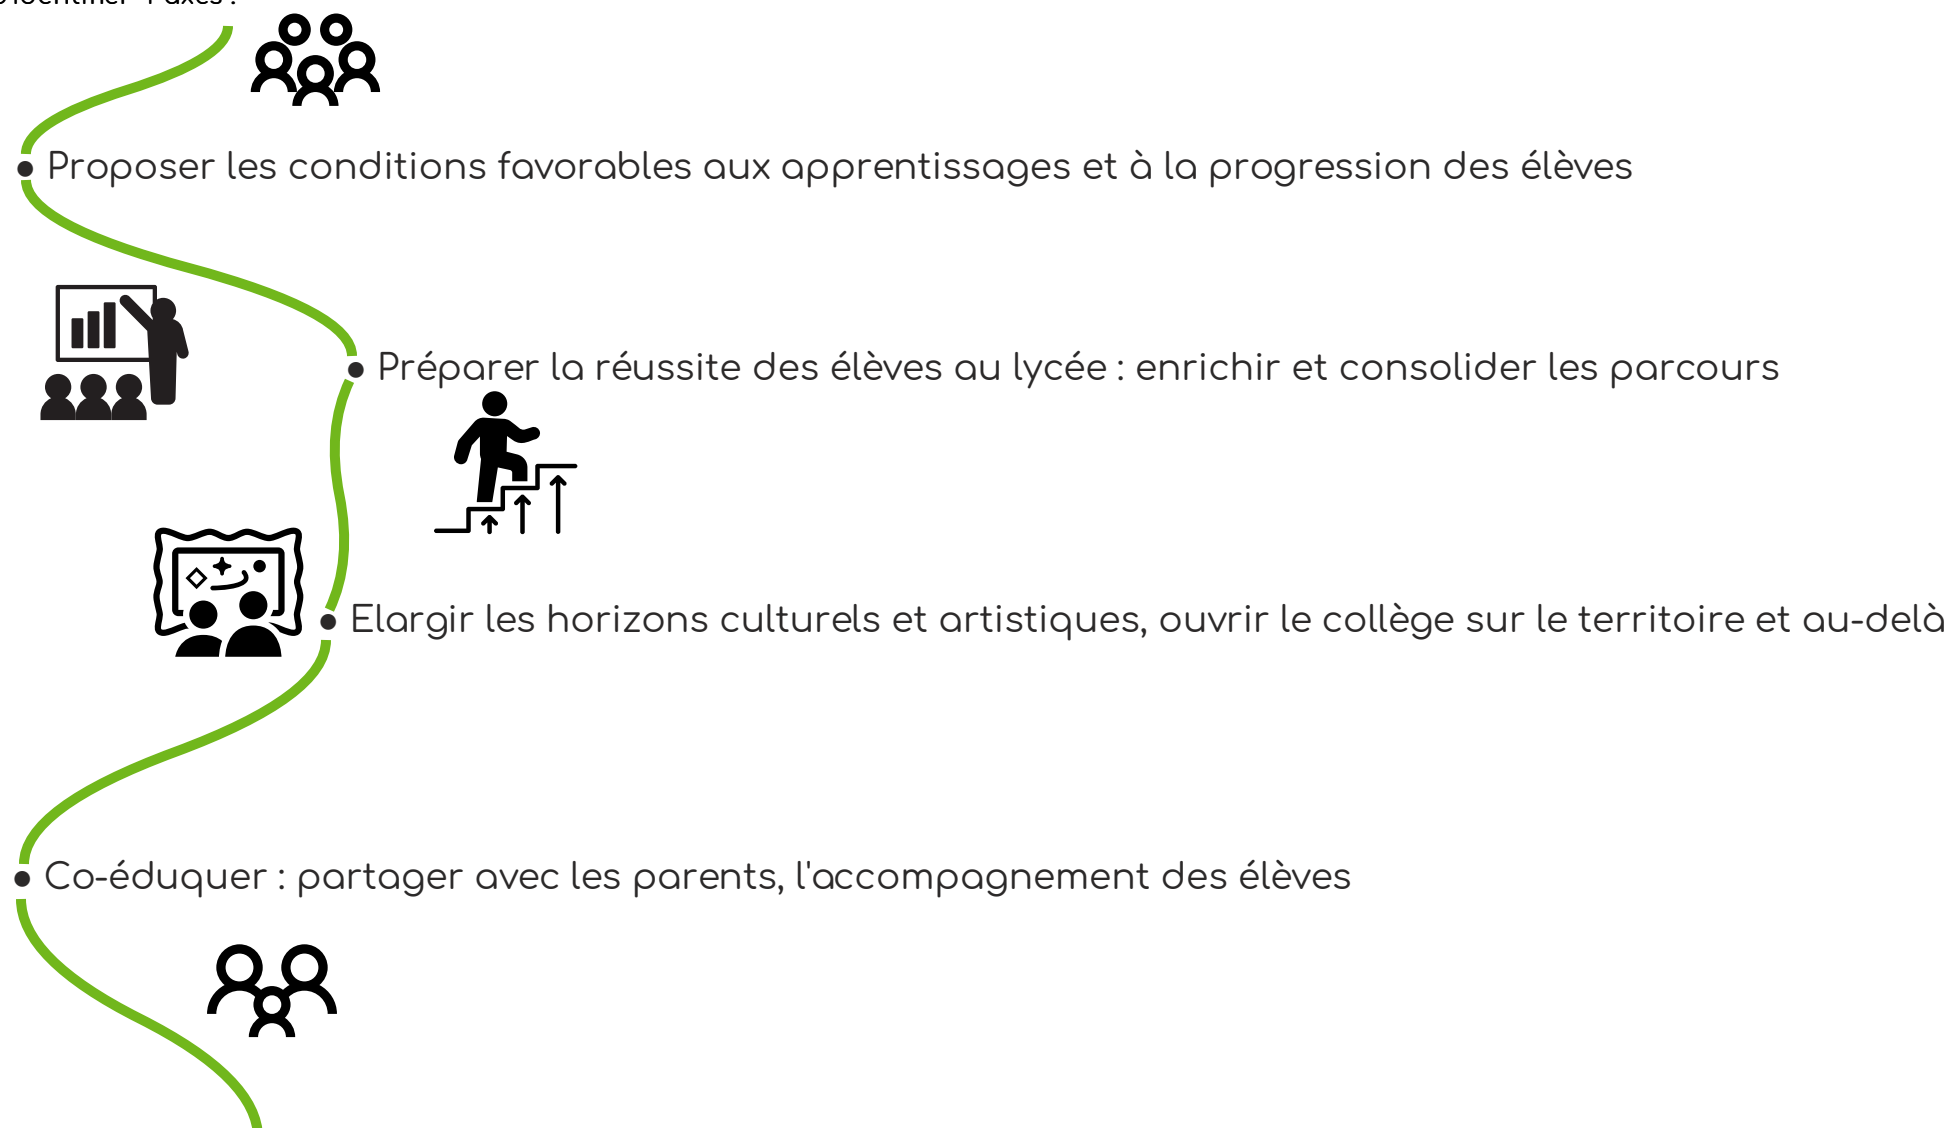 axes :
Proposer les conditions favorables aux apprentissages et à la progression des élèves
Préparer la réussite des élèves au lycée : enrichir et consolider les parcours
Elargir les horizons culturels et artistiques, ouvrir le collège sur le territoire et au-delà
Co-éduquer : partager avec les parents, l'accompagnement des élèves